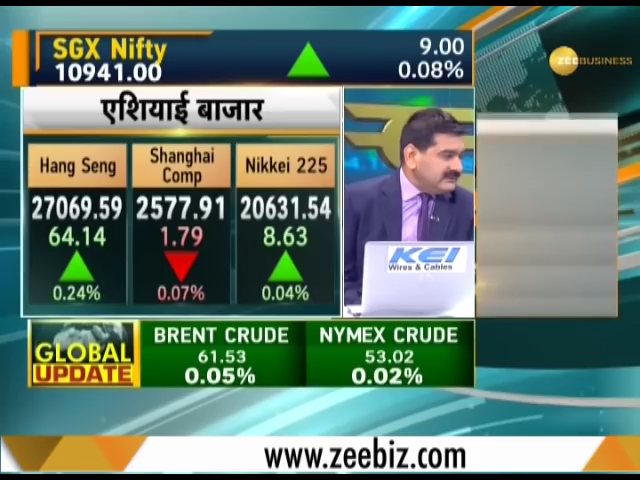 SGX Nifty
10941.00
9.00
0.08%
ZEEBUSINESS
एशियाई बाजार
Hang Seng
27069.59
64.14
0.24%
Shanghai
Comp
2577.91
1.79
0.07%
Nikkei 225
20631.54
8.63
0.04%
KEI
Wires & Cables
GLOBAL
UPDATE
BRENT CRUDE
61.53
0.05%
NYMEX CRUDE
53.02
0.02%
www.zeebiz.com